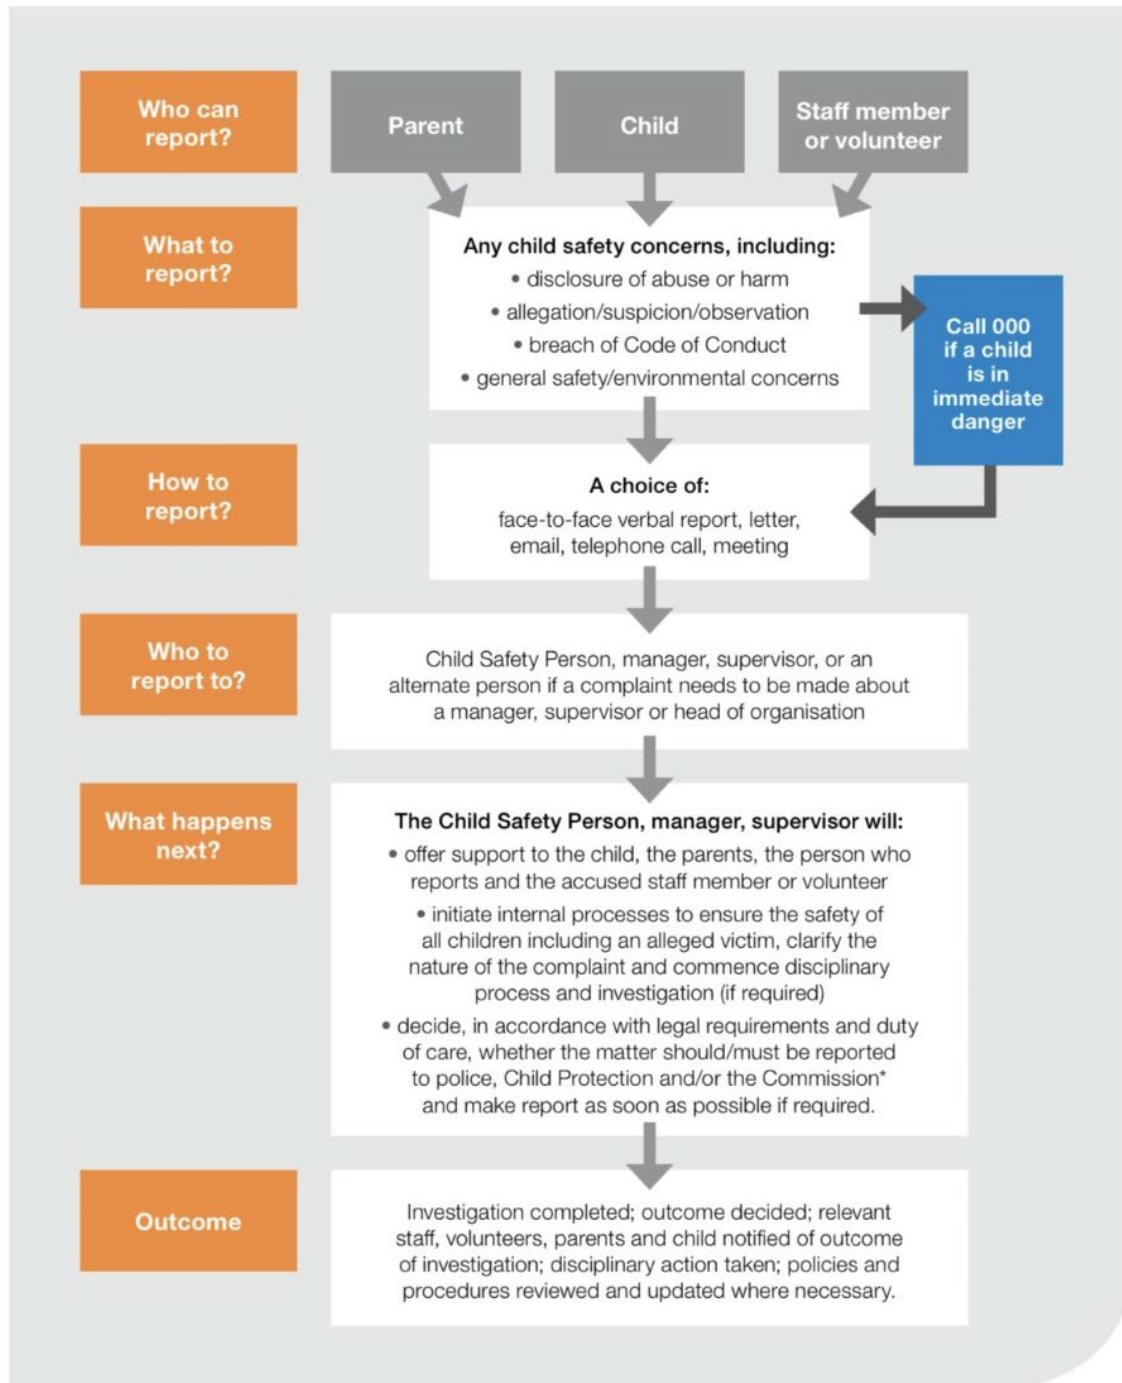 Who can
report?
Parent
Child
Staff member
or volunteer
What to
report?
Any child safety concerns, including:
• disclosure of abuse or harm
• allegation/suspicion/observation
• breach of Code of Conduct
• general safety/environmental concerns
Call 000
if a child
is in
immediate
danger
How to
report?
A choice of:
face-to-face verbal report, letter,
email, telephone call, meeting
Who to
report to?
Child Safety Person, manager, supervisor, or an
alternate person if a complaint needs to be made about
a manager, supervisor or head of organisation
What happens
next?
The Child Safety Person, manager, supervisor will:
• offer support to the child, the parents, the person who
reports and the accused staff member or volunteer
• initiate internal processes to ensure the safety of
all children including an alleged victim, clarify the
nature of the complaint and commence disciplinary
process and investigation (if required)
• decide, in accordance with legal requirements and duty
of care, whether the matter should/must be reported
to police, Child Protection and/or the Commission*
and make report as soon as possible if required.
Outcome
Investigation completed; outcome decided; relevant
staff, volunteers, parents and child notified of outcome
of investigation; disciplinary action taken; policies and
procedures reviewed and updated where necessary.